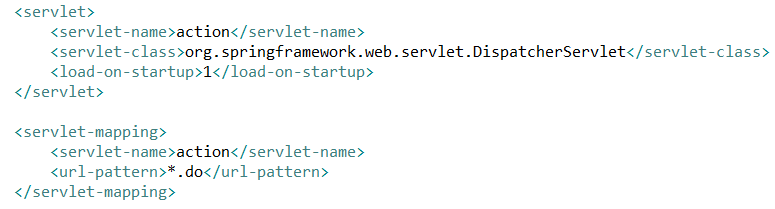 <servlet>
    <servlet-name>action</servlet-name>
    <servlet-class>org.springframework.web.servlet.DispatcherServlet</servlet-class>
    <load-on-startup>1</load-on-startup>
</servlet>

<servlet-mapping>
    <servlet-name>action</servlet-name>
    <url-pattern>*.do</url-pattern>
</servlet-mapping>